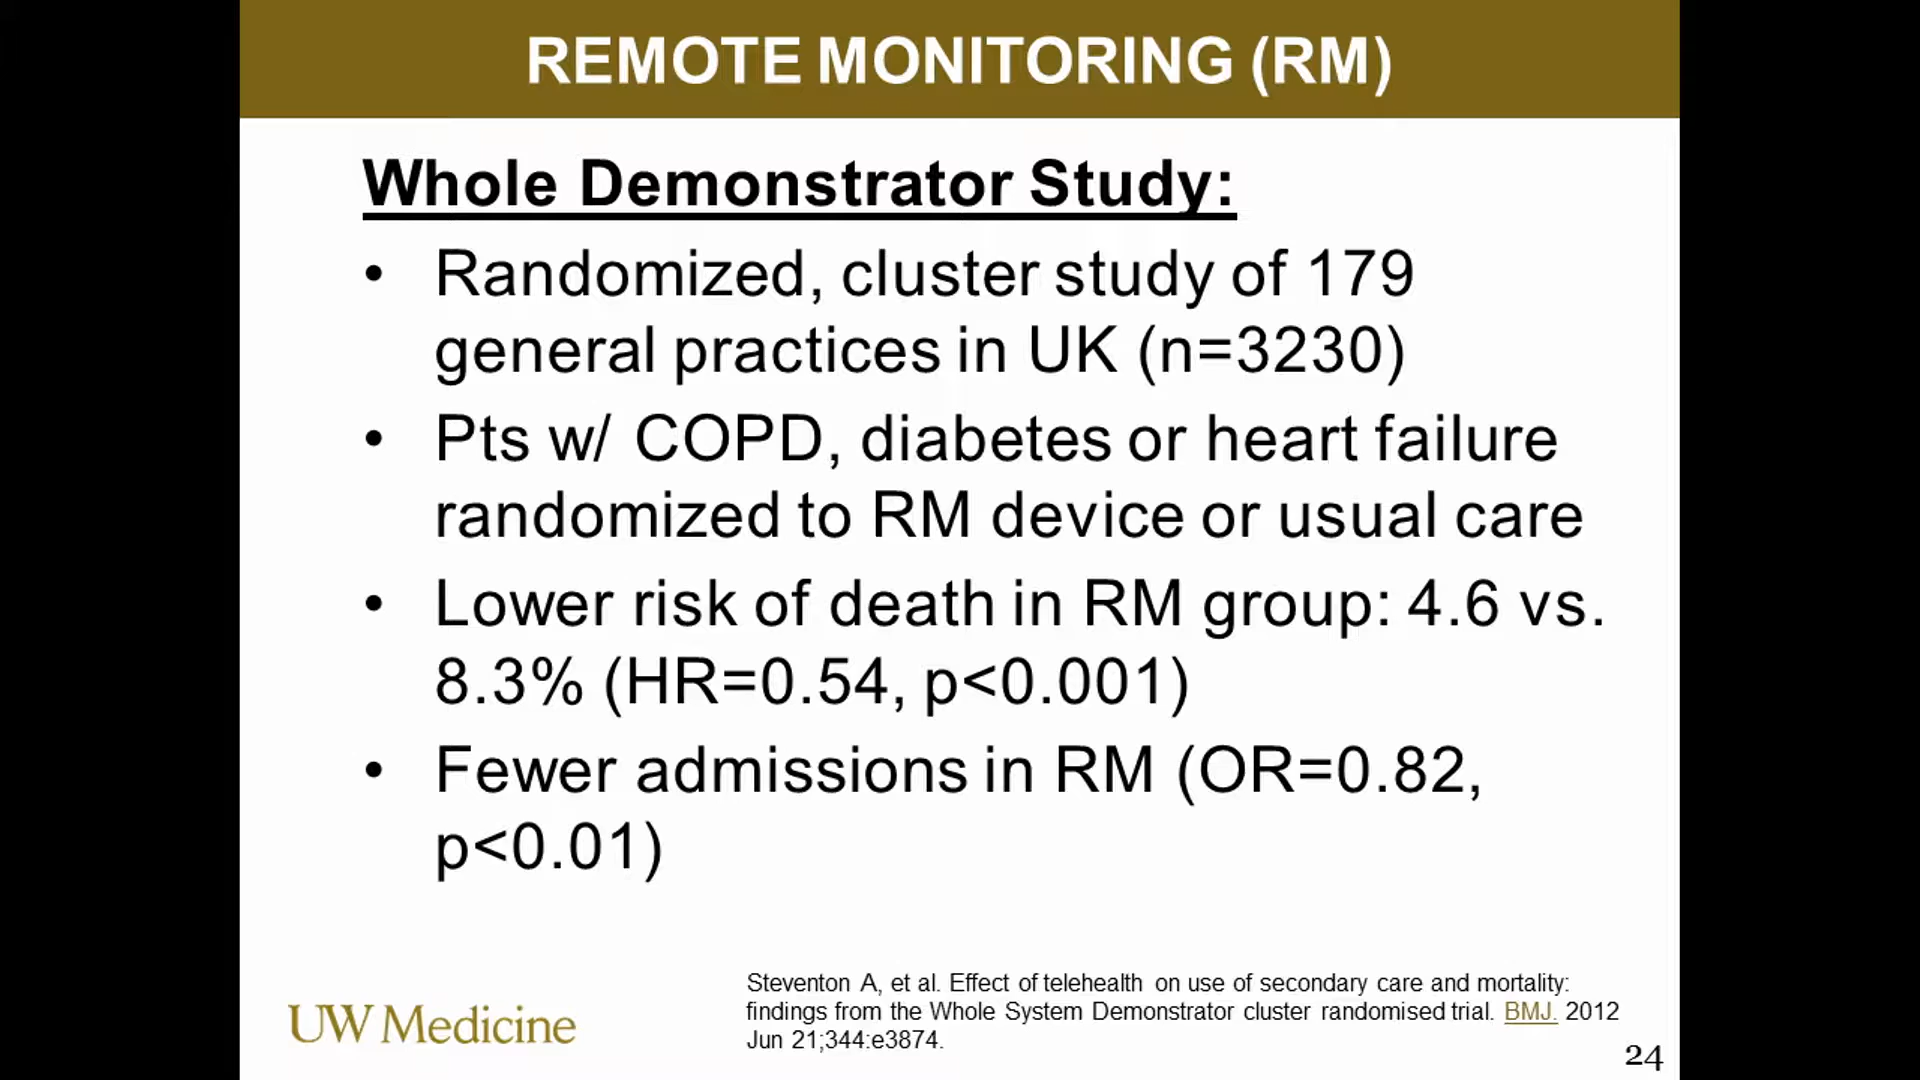 REMOTE MONITORING (RM)
Whole Demonstrator Study:
• Randomized, cluster study of 179
general practices in UK (n=3230)
• Pts w/ COPD, diabetes or heart failure
randomized to RM device or usual care
• Lower risk of death in RM group: 4.6 vs.
8.3% (HR=0.54, p<0.001)
• Fewer admissions in RM (OR=0.82,
p<0.01)
Steventon A, et al. Effect of telehealth on use of secondary care and mortality:
findings from the Whole System Demonstrator cluster randomised trial. BMJ. 2012
Jun 21;344:e3874.
UW Medicine
24